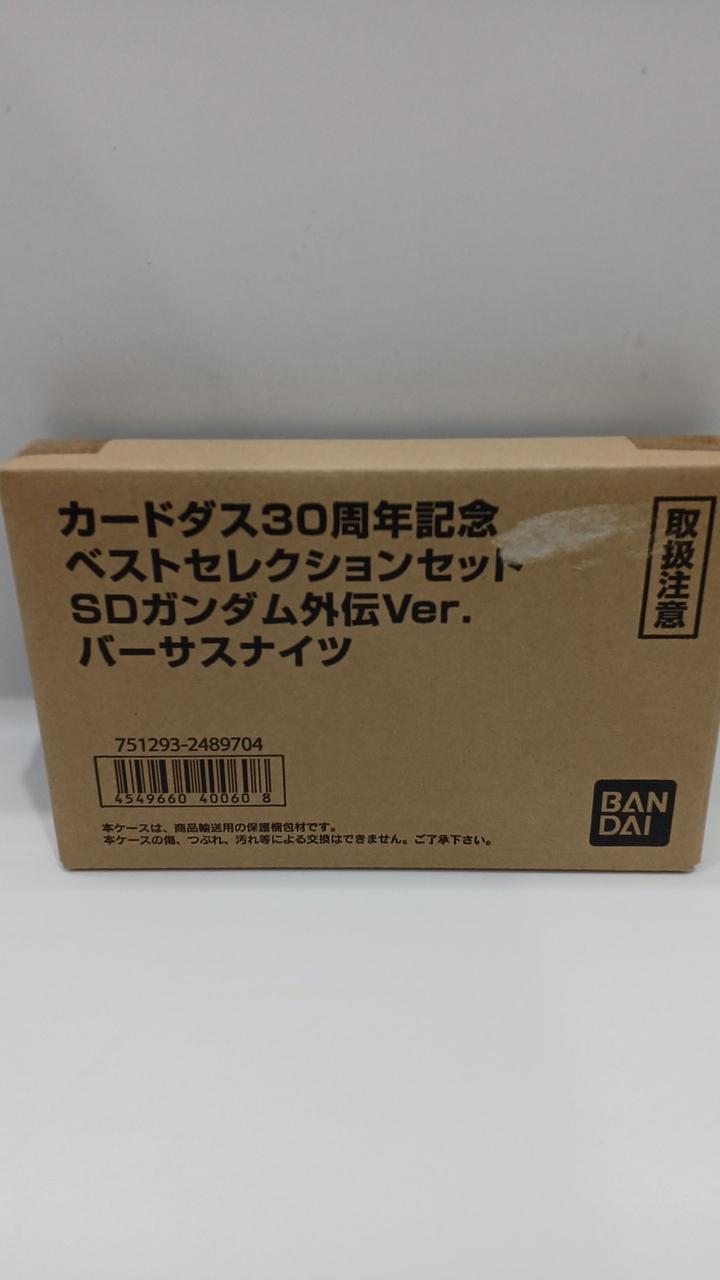 カードダス30周年記念
ベストセレクションセット
SDガンダム外伝Ver.
バーサスナイツ
取扱注意
751293-2489704
4549660 40060 8
本ケースは、商品輸送用の保護梱包材です。
本ケースの傷、つぶれ、汚れ等による交換はできません。ご了承下さい。
BAN
DAI